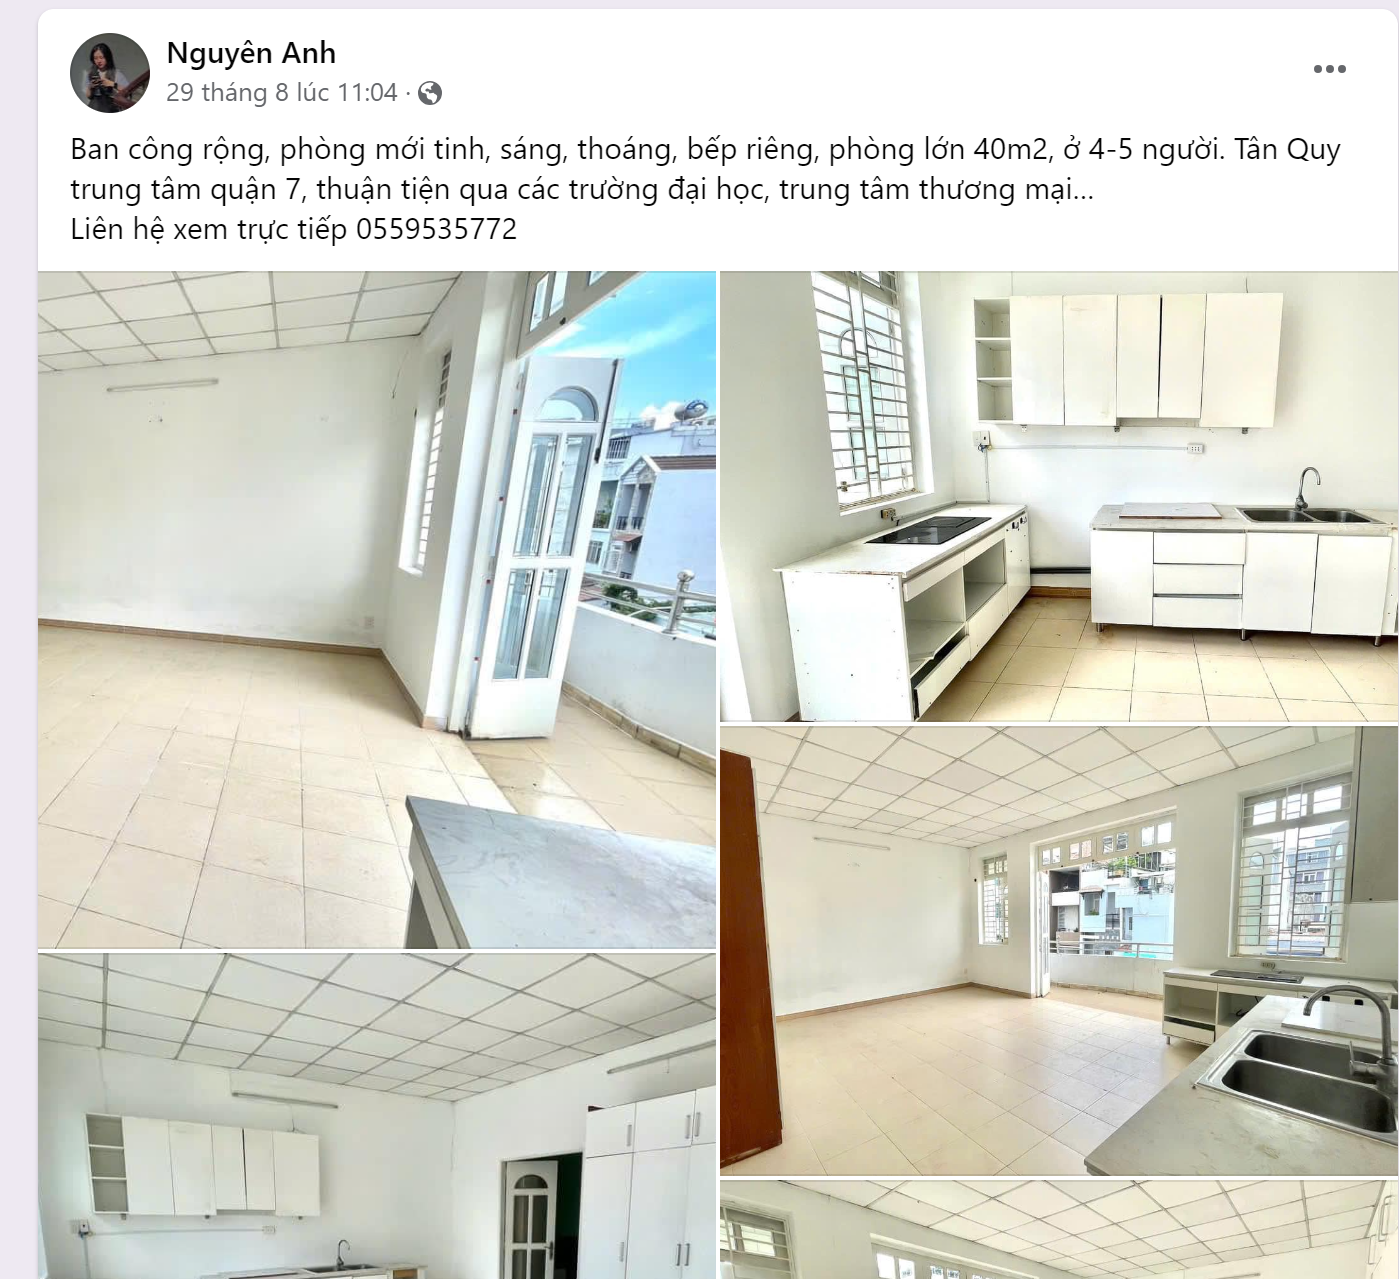 Nguyên Anh
29 tháng 8 lúc 11:04 ·
Ban công rộng, phòng mới tinh, sáng, thoáng, bếp riêng, phòng lớn 40m2, ở 4-5 người. Tân Quy
trung tâm quận 7, thuận tiện qua các trường đại học, trung tâm thương mại...
Liên hệ xem trực tiếp 0559535772